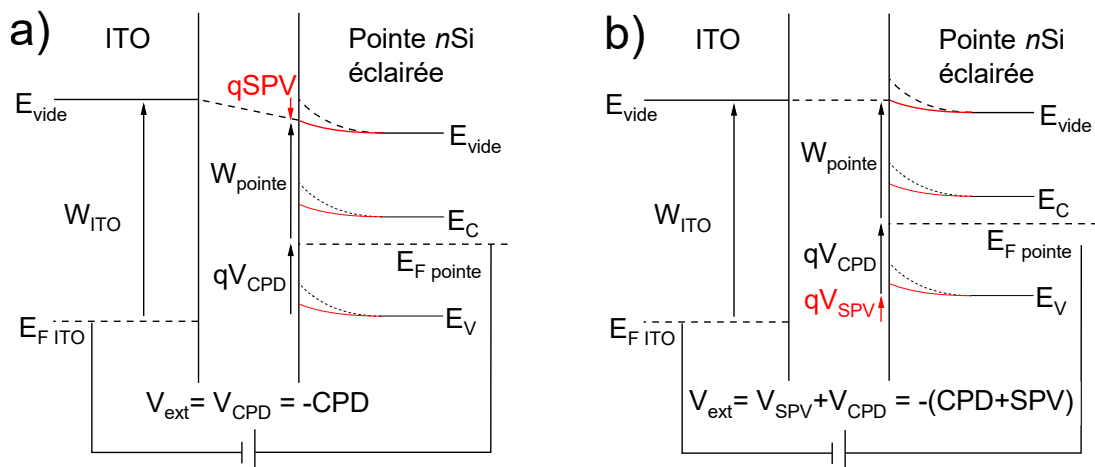 a)
ITO
Pointe nSi
éclairée
qSPV
E_vide
E_vide
W_pointe
W_ITO
E_C
E_F pointe
qV_CPD
E_F ITO
E_V
V_ext= V_CPD = -CPD
b)
ITO
Pointe nSi
éclairée
E_vide
E_vide
W_pointe
W_ITO
E_C
E_F pointe
qV_CPD
qV_SPV
E_V
E_F ITO
V_ext= V_SPV+V_CPD = -(CPD+SPV)